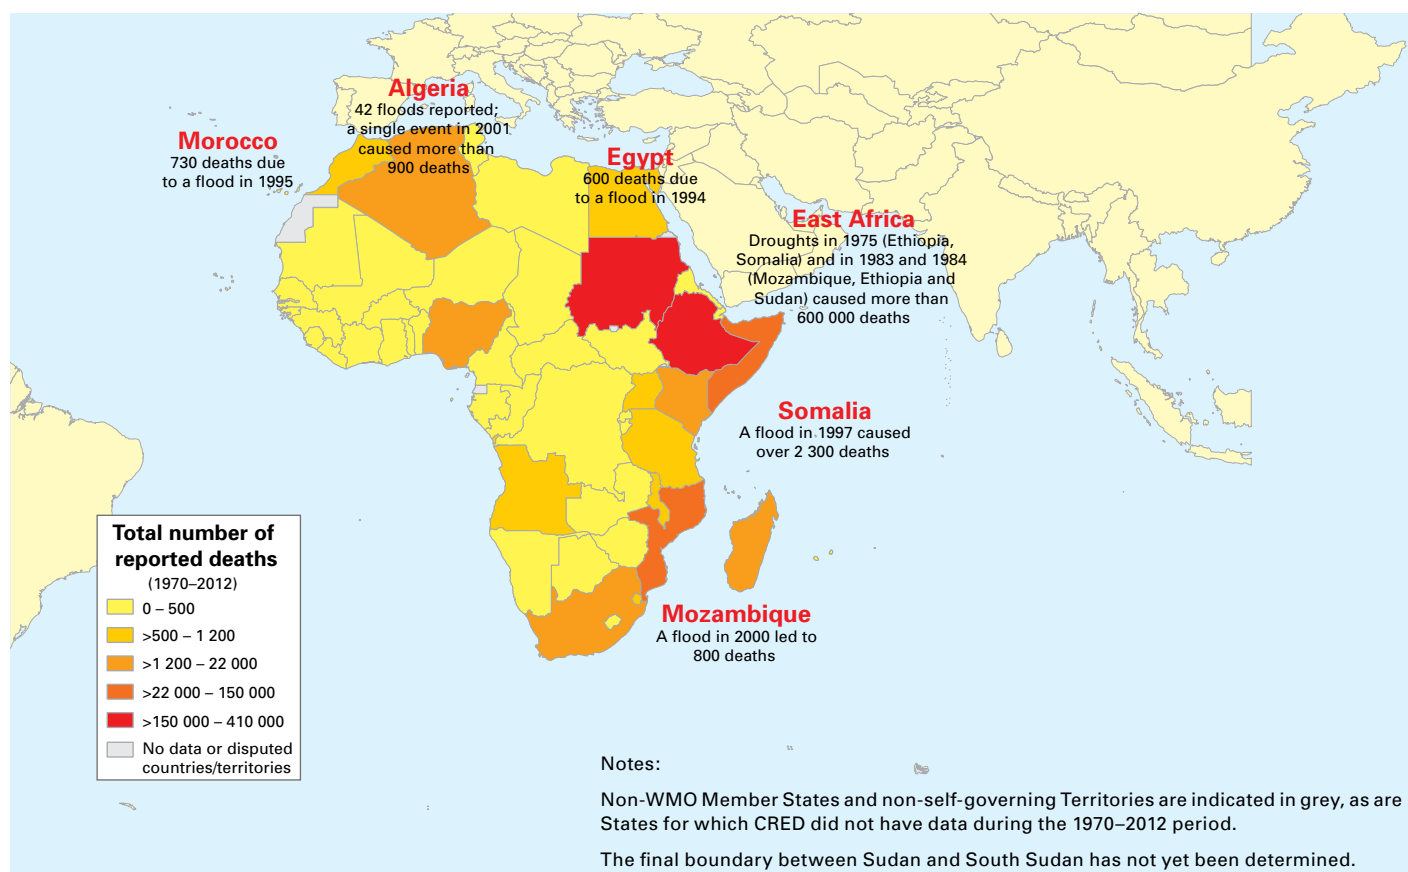 Algeria
42 floods reported;
a single event in 2001
caused more than
900 deaths
Morocco
730 deaths due
to a flood in 1995
Egypt
600 deaths due
to a flood in 1994
East Africa
Droughts in 1975 (Ethiopia,
Somalia) and in 1983 and 1984
(Mozambique, Ethiopia and
Sudan) caused more than
600 000 deaths
Somalia
A flood in 1997 caused
over 2 300 deaths
Mozambique
A flood in 2000 led to
800 deaths
Total number of
reported deaths
(1970–2012)
0 – 500
>500 – 1 200
>1 200 – 22 000
>22 000 – 150 000
>150 000 – 410 000
No data or disputed
countries/territories
Notes:
Non-WMO Member States and non-self-governing Territories are indicated in grey, as are
States for which CRED did not have data during the 1970–2012 period.
The final boundary between Sudan and South Sudan has not yet been determined.